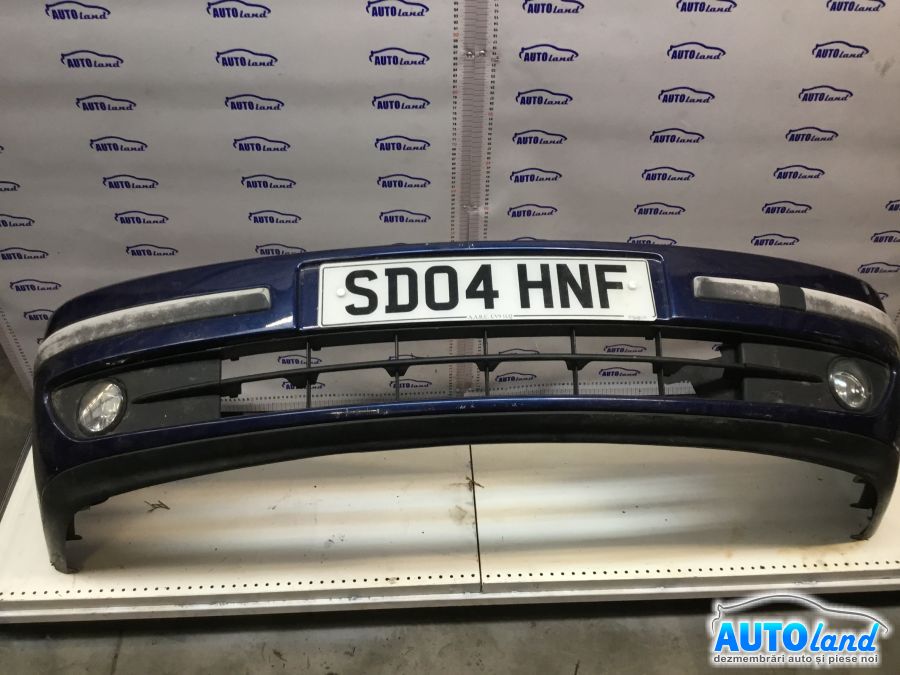 SD04 HNF
AUTOland
dezmembrări auto și piese noi